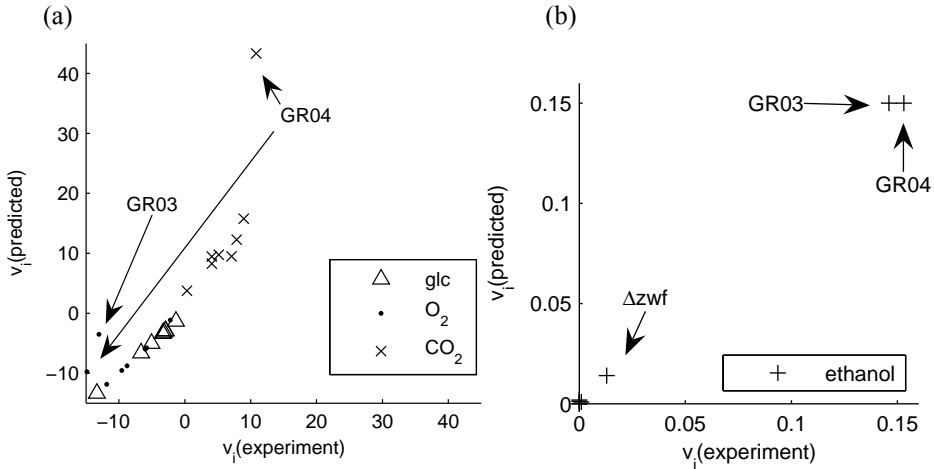 (a)
40
30
20
10
0
−10
−10 0 10 20 30 40
v_i(predicted)
v_i(experiment)
GR04
GR03
glc
O_2
CO_2
(b)
0.15
0.1
0.05
0
0 0.05 0.1 0.15
v_i(predicted)
v_i(experiment)
GR03
GR04
Δzwf
ethanol